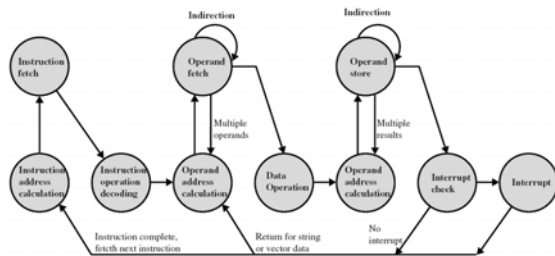 Indirection
Indirection
Instruction
fetch
Operand
fetch
Operand
store
Multiple
operands
Multiple
results
Instruction
address
calculation
Instruction
operation
decoding
Operand
address
calculation
Data
Operation
Operand
address
calculation
Interrupt
check
Interrupt
Instruction complete,
fetcth next instruction
Return for string
or vector data
No
interrupt